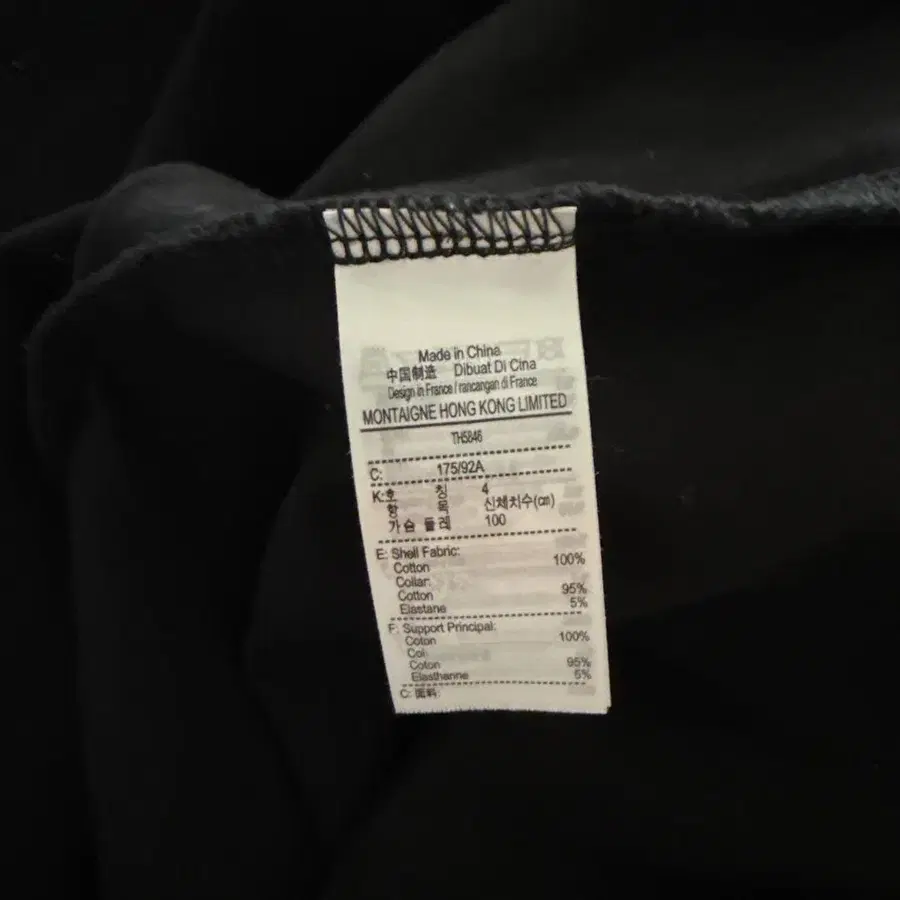 Made in China
中国制造 Dibuat Di Cina
Design in France / rancangan di France
MONTAIGNE HONG KONG LIMITED
TH5846
C: 175/92A
K:호 칭 4
항 목 신체치수(cm)
가슴 둘레 100
E: Shell Fabric:
Cotton 100%
Collar:
Cotton 95%
Elastane 5%
F: Support Principal:
Coton 100%
Col:
Coton 95%
Elasthanne 5%
C: 面料: